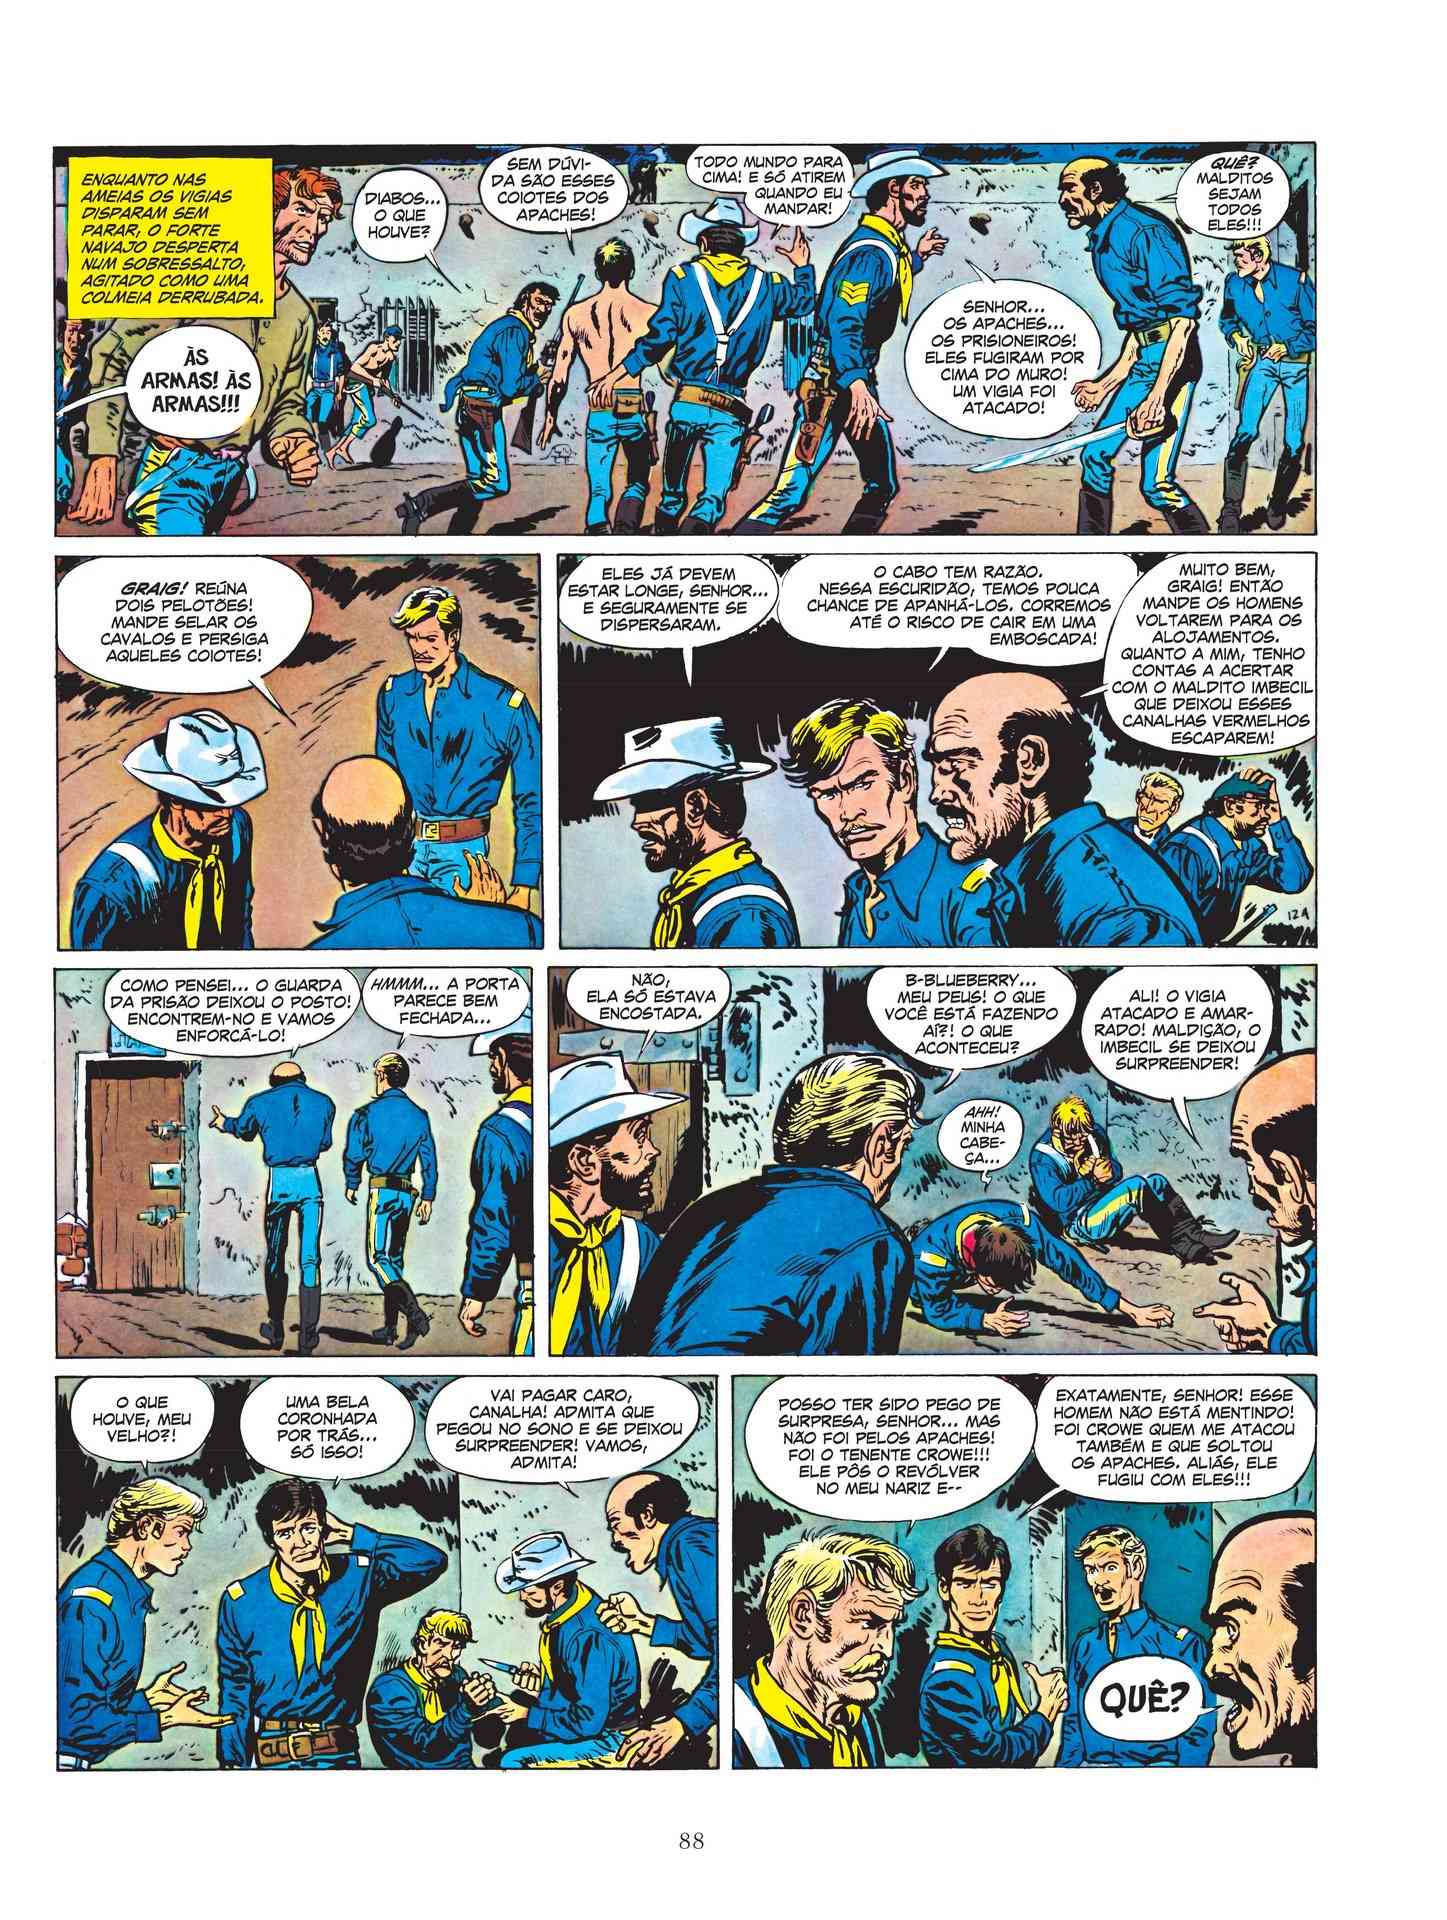 ENQUANTO NAS
AMEIAS OS VIGIAS
DISPARAM SEM
PARAR, O FORTE
NAVAJO DESPERTA
NUM SOBRESSALTO,
AGITADO COMO UMA
COLMEIA DERRUBADA.
ÀS
ARMAS! ÀS
ARMAS!!!
DIABOS...
O QUE
HOUVE?
SEM DÚVI-
DA SÃO ESSES
COIOTES DOS
APACHES!
TODO MUNDO PARA
CIMA! E SÓ ATIREM
QUANDO EU
MANDAR!
SENHOR...
OS APACHES...
OS PRISIONEIROS!
ELES FUGIRAM POR
CIMA DO MURO!
UM VIGIA FOI
ATACADO!
QUÊ?
MALDITOS
SEJAM
TODOS
ELES!!!
GRAIG! REÚNA
DOIS PELOTÕES!
MANDE SELAR OS
CAVALOS E PERSIGA
AQUELES COIOTES!
ELES JÁ DEVEM
ESTAR LONGE, SENHOR...
E SEGURAMENTE SE
DISPERSARAM.
O CABO TEM RAZÃO.
NESSA ESCURIDÃO, TEMOS POUCA
CHANCE DE APANHÁ-LOS. CORREMOS
ATÉ O RISCO DE CAIR EM UMA
EMBOSCADA!
MUITO BEM,
GRAIG! ENTÃO
MANDE OS HOMENS
VOLTAREM PARA OS
ALOJAMENTOS.
QUANTO A MIM, TENHO
CONTAS A ACERTAR
COM O MALDITO IMBECIL
QUE DEIXOU ESSES
CANALHAS VERMELHOS
ESCAPAREM!
12A
COMO PENSEI... O GUARDA
DA PRISÃO DEIXOU O POSTO!
ENCONTREM-NO E VAMOS
ENFORCÁ-LO!
HMMM... A PORTA
PARECE BEM
FECHADA...
NÃO,
ELA SÓ ESTAVA
ENCOSTADA.
B-BLUEBERRY...
MEU DEUS! O QUE
VOCÊ ESTÁ FAZENDO
AÍ?! O QUE
ACONTECEU?
AHH!
MINHA
CABE-
ÇA...
ALI! O VIGIA
ATACADO E AMAR-
RADO! MALDIÇÃO, O
IMBECIL SE DEIXOU
SURPREENDER!
O QUE
HOUVE, MEU
VELHO?!
UMA BELA
CORONHADA
POR TRÁS...
SÓ ISSO!
VAI PAGAR CARO,
CANALHA! ADMITA QUE
PEGOU NO SONO E SE DEIXOU
SURPREENDER! VAMOS,
ADMITA!
POSSO TER SIDO PEGO DE
SURPRESA, SENHOR... MAS
NÃO FOI PELOS APACHES!
FOI O TENENTE CROWE!!!
ELE PÔS O REVÓLVER
NO MEU NARIZ E--
EXATAMENTE, SENHOR! ESSE
HOMEM NÃO ESTÁ MENTINDO!
FOI CROWE QUEM ME ATACOU
TAMBÉM E QUE SOLTOU
OS APACHES. ALIÁS, ELE
FUGIU COM ELES!!!
QUÊ?
88